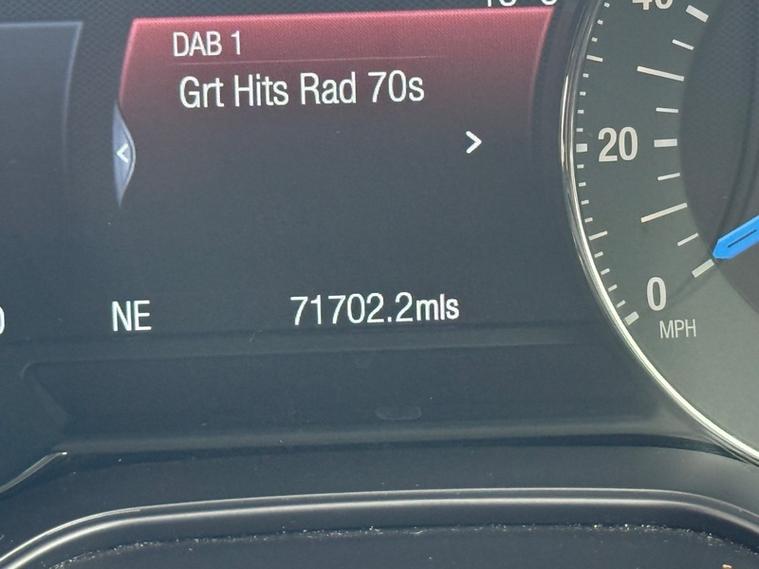 DAB 1
Grt Hits Rad 70s
20
NE
71702.2mls
0
MPH